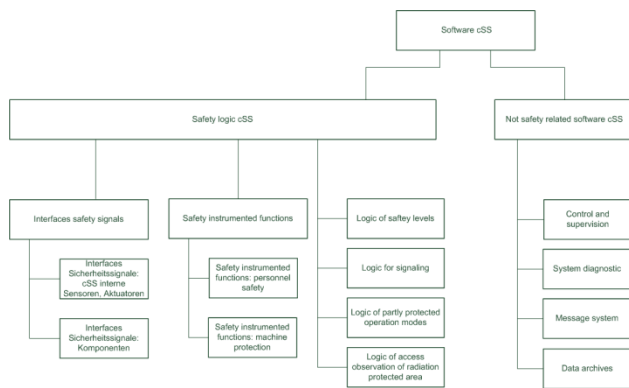 Software cSS
Safety logic cSS
Not safety related software cSS
Interfaces safety signals
Safety instrumented functions
Interfaces
Sicherheitssignale:
cSS interne
Sensoren, Aktuatoren
Interfaces
Sicherheitssignale:
Komponenten
Safety instrumented
functions: personnel
safety
Safety instrumented
functions: machine
protection
Logic of saftey levels
Logic for signaling
Logic of partly protected
operation modes
Logic of access
observation of radiation
protected area
Control and
supervision
System diagnostic
Message system
Data archives